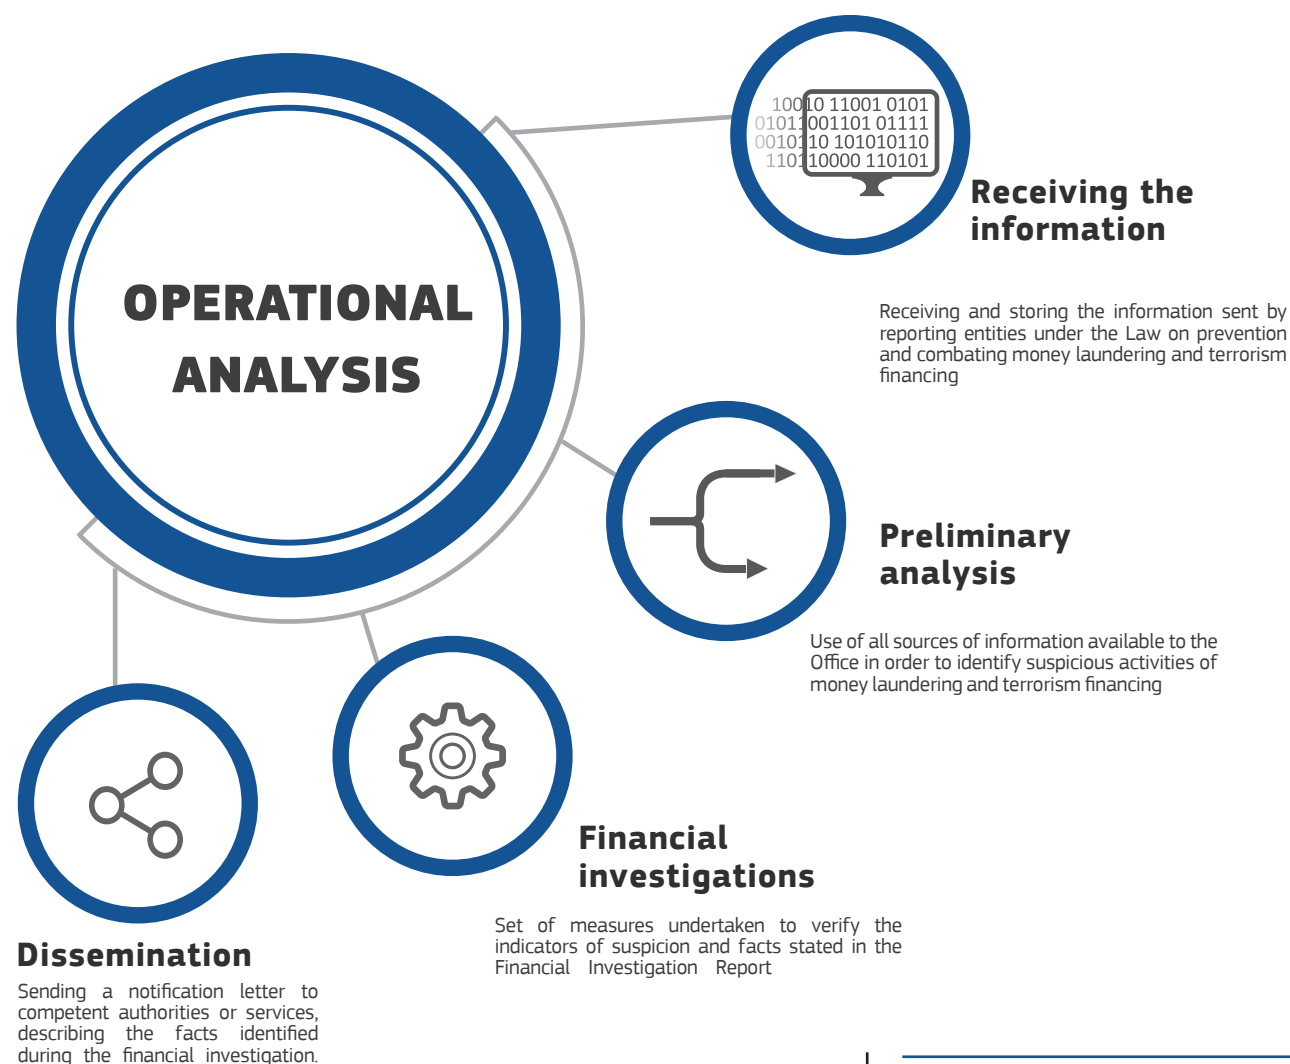 OPERATIONAL
ANALYSIS
10010 11001 0101
01011001101 01111
0010110 101010110
110110000 110101
Receiving the
information
Receiving and storing the information sent by
reporting entities under the Law on prevention
and combating money laundering and terrorism
financing
Preliminary
analysis
Use of all sources of information available to the
Office in order to identify suspicious activities of
money laundering and terrorism financing
Financial
investigations
Set of measures undertaken to verify the
indicators of suspicion and facts stated in the
Financial Investigation Report
Dissemination
Sending a notification letter to
competent authorities or services,
describing the facts identified
during the financial investigation.